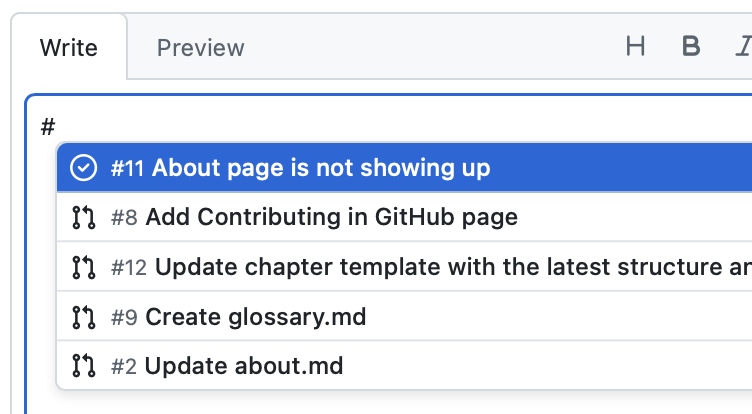 Write Preview H B I
#
#11 About page is not showing up
#8 Add Contributing in GitHub page
#12 Update chapter template with the latest structure
#9 Create glossary.md
#2 Update about.md